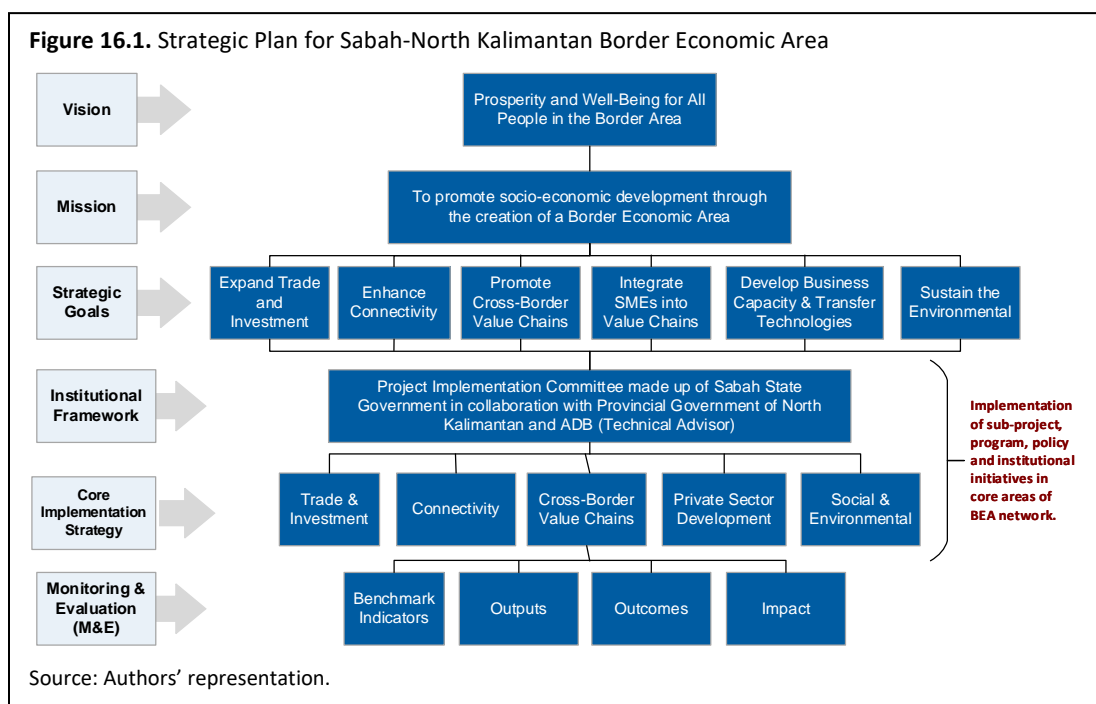 Figure 16.1. Strategic Plan for Sabah-North Kalimantan Border Economic Area
Vision
Prosperity and Well-Being for All
People in the Border Area
Mission
To promote socio-economic development through
the creation of a Border Economic Area
Strategic
Goals
Expand Trade
and
Investment
Enhance
Connectivity
Promote
Cross-Border
Value Chains
Integrate
SMEs into
Value Chains
Develop Business
Capacity & Transfer
Technologies
Sustain the
Environmental
Institutional
Framework
Project Implementation Committee made up of Sabah State
Government in collaboration with Provincial Government of North
Kalimantan and ADB (Technical Advisor)
Implementation
of sub-project,
program, policy
and institutional
initiatives in
core areas of
BEA network.
Core
Implementation
Strategy
Trade &
Investment
Connectivity
Cross-Border
Value Chains
Private Sector
Development
Social &
Environmental
Monitoring &
Evaluation
(M&E)
Benchmark
Indicators
Outputs
Outcomes
Impact
Source: Authors’ representation.